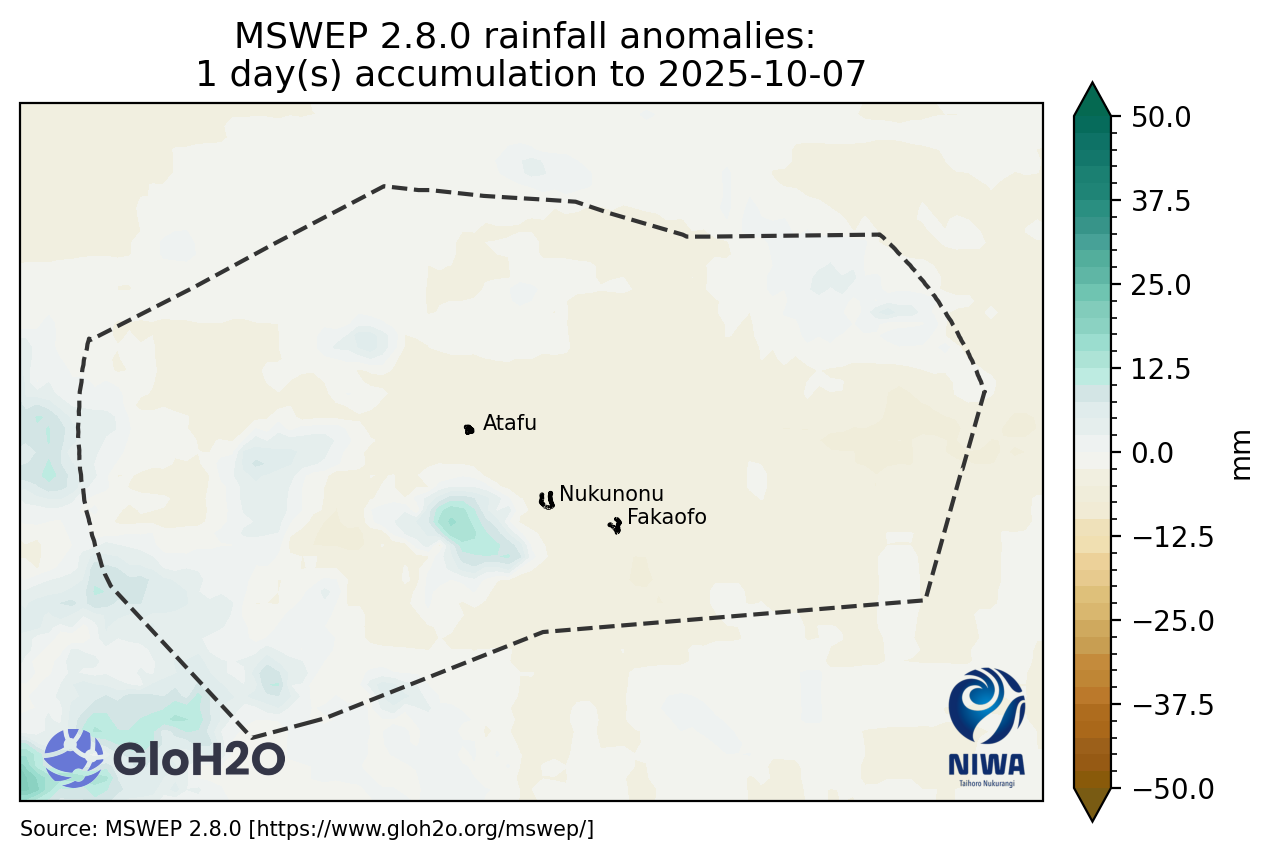 MSWEP 2.8.0 rainfall anomalies:
1 day(s) accumulation to 2025-10-07
50.0
37.5
25.0
12.5
0.0
−12.5
−25.0
−37.5
−50.0
mm
Atafu
Nukunonu
Fakaofo
GloH2O
NIWA
Taihoro Nukurangi
Source: MSWEP 2.8.0 [https://www.gloh2o.org/mswep/]